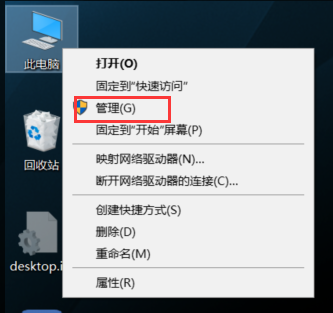 此电脑
打开(O)
固定到"快速访问"
管理(G)
固定到"开始"屏幕(P)
回收站
映射网络驱动器(N)...
断开网络驱动器的连接(C)...
创建快捷方式(S)
删除(D)
重命名(M)
desktop.i
属性(R)